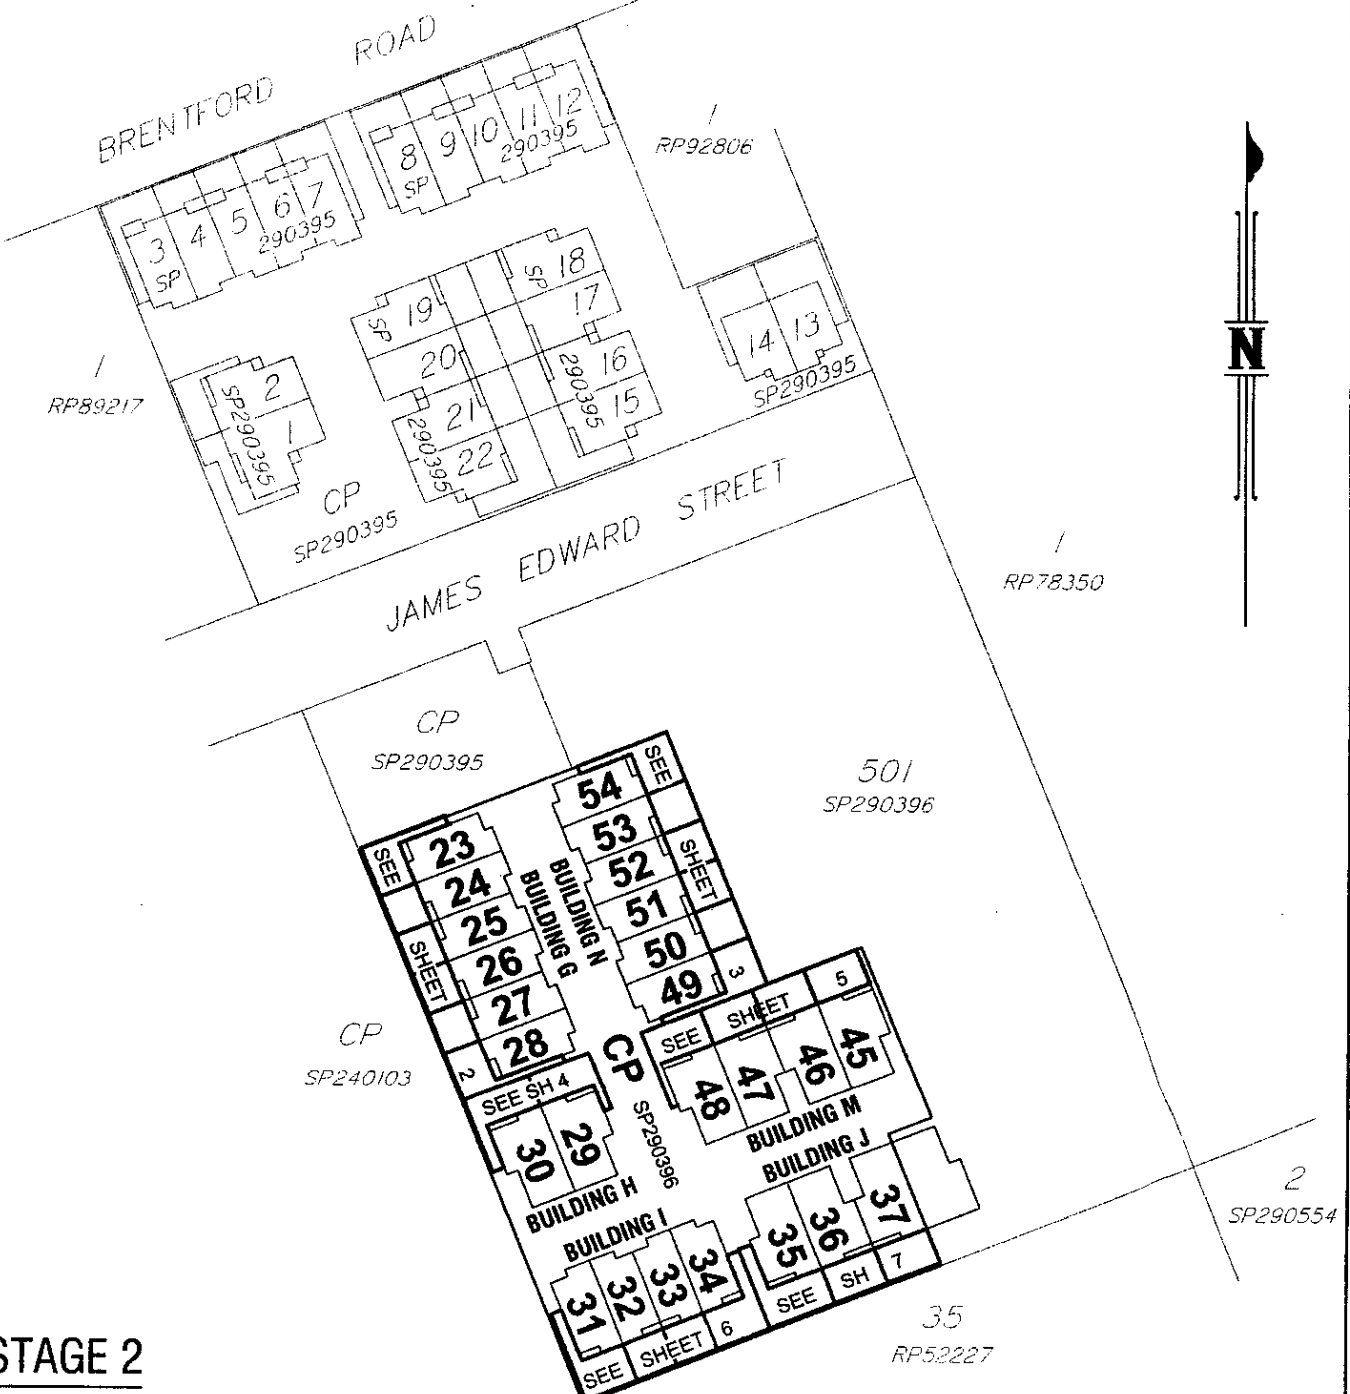 BRENTFORD ROAD
1
RP92806
8 9 10 11 12
SP 290395
3 4 5 6 7
SP 290395
N
1
RP89217
2
1
SP290395
19
20
21
22
SP 290395
18
17
16
15
SP 290395
14 13
SP290395
CP
SP290395
JAMES EDWARD STREET
1
RP78350
CP
SP290395
501
SP290396
54
53
52
51
50
49
SEE
SHEET
3
BUILDING N
BUILDING G
23
24
25
26
27
28
SEE
SHEET
2
CP
SP240103
CP
SP290396
SEE SHEET 5
48 47 46 45
BUILDING M
SEE SH 4
30 29
BUILDING H
BUILDING J
35 36 37
SEE SH 7
BUILDING I
31 32 33 34
SEE SHEET 6
2
SP290554
35
RP52227
STAGE 2